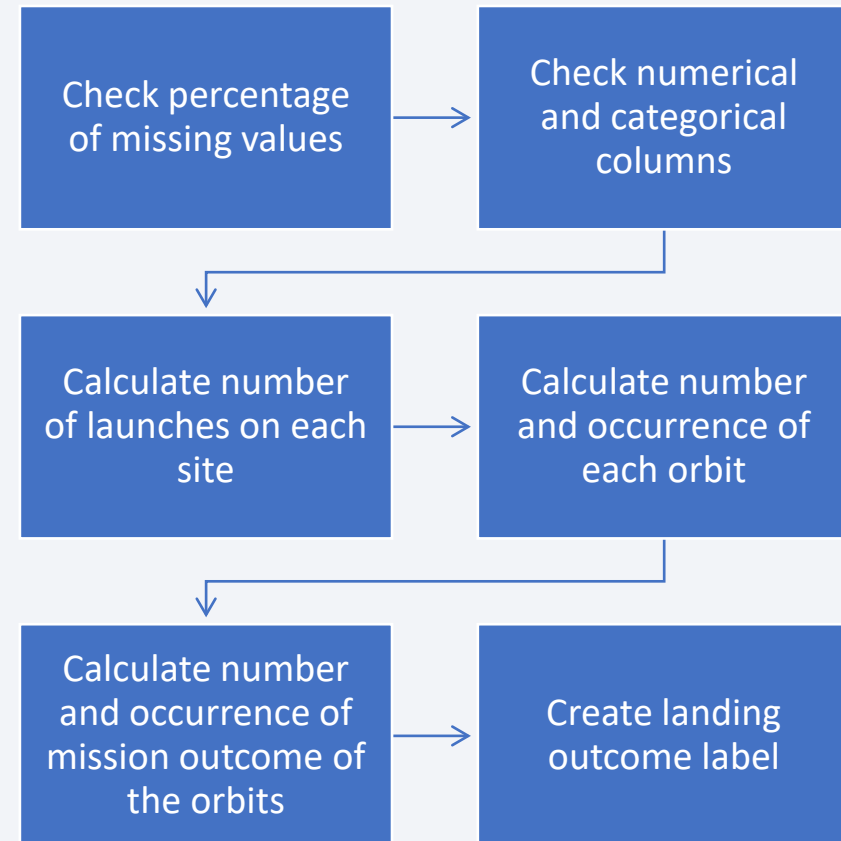 Check percentage
of missing values
Check numerical
and categorical
columns
Calculate number
of launches on each
site
Calculate number
and occurrence of
each orbit
Calculate number
and occurrence of
mission outcome of
the orbits
Create landing
outcome label